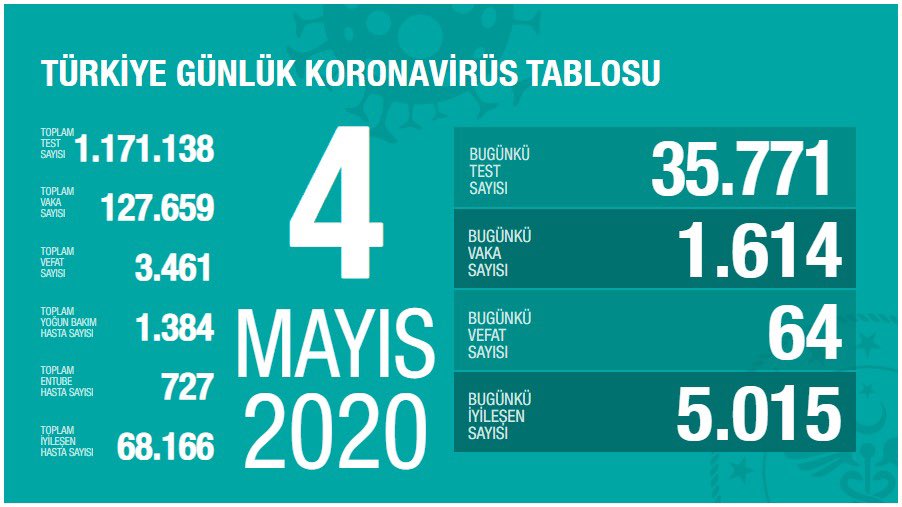 TÜRKİYE GÜNLÜK KORONAVİRÜS TABLOSU
TOPLAM
TEST
SAYISI
1.171.138
TOPLAM
VAKA
SAYISI
127.659
TOPLAM
VEFAT
SAYISI
3.461
TOPLAM
YOĞUN BAKIM
HASTA SAYISI
1.384
TOPLAM
ENTUBE
HASTA SAYISI
727
TOPLAM
İYİLEŞEN
HASTA SAYISI
68.166
4
MAYIS
2020
BUGÜNKÜ
TEST
SAYISI
35.771
BUGÜNKÜ
VAKA
SAYISI
1.614
BUGÜNKÜ
VEFAT
SAYISI
64
BUGÜNKÜ
İYİLEŞEN
SAYISI
5.015